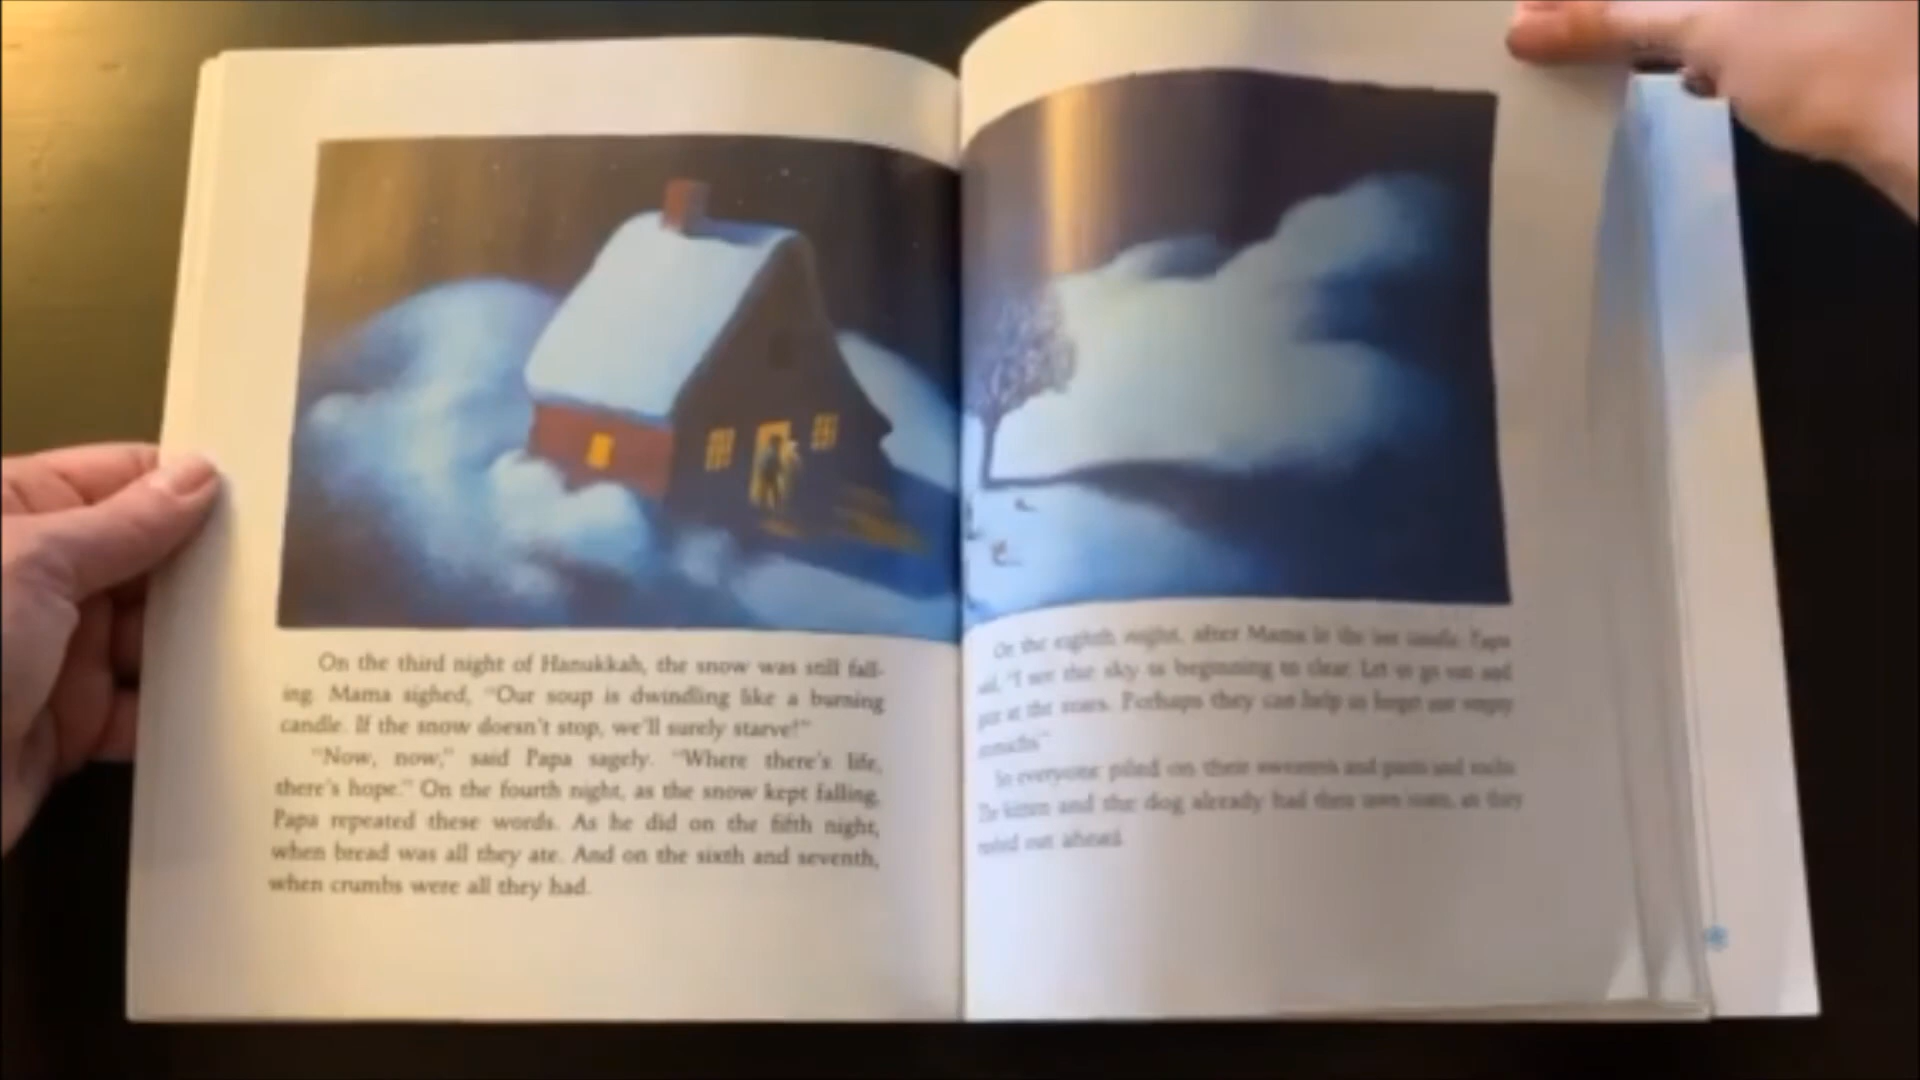 On the third night of Hanukkah, the snow was still fall-
ing. Mama sighed, "Our soup is dwindling like a burning
candle. If the snow doesn't stop, we'll surely starve!"
"Now, now," said Papa sagely. "Where there's life,
there's hope." On the fourth night, as the snow kept falling,
Papa repeated these words. As he did on the fifth night,
when bread was all they ate. And on the sixth and seventh,
when crumbs were all they had.
On the eighth night, after Mama lit the last candle, Papa
"I see the sky is beginning to clear. Let us go out and
at the stars. Perhaps they can help us forget our empty
stomachs."
So everyone piled on their sweaters and and
The kitten and the dog already had their own coats, as they
out ahead.